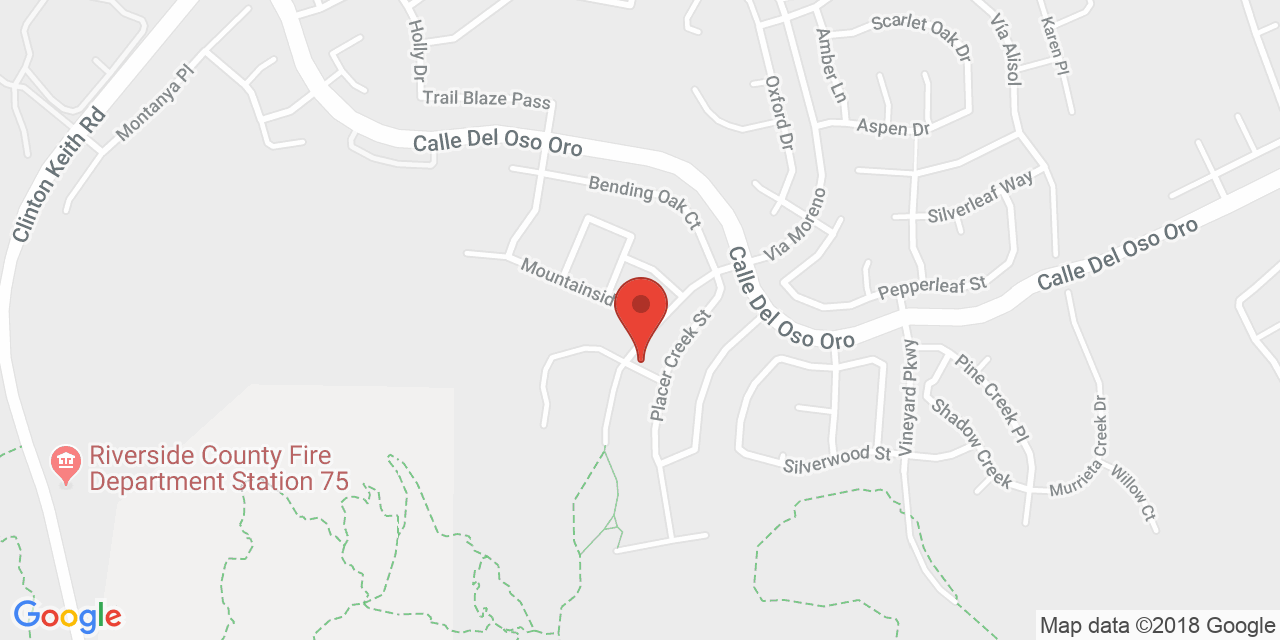 Scarlet Oak Dr
Vía Alisol
Karen Pl
Holly Dr
Amber Ln
Montanya Pl
Oxford Dr
Trail Blaze Pass
Clinton Keith Rd
Aspen Dr
Calle Del Oso Oro
Bending Oak Ct
Silverleaf Way
Via Moreno
Calle Del Oso Oro
Calle Del Oso Oro
Mountainsid
Pepperleaf St
Placer Creek St
Vineyard Pkwy
Pine Creek Pl
Shadow Creek
Murrieta Creek Dr
Silverwood St
Willow Ct
Riverside County Fire
Department Station 75
Google
Map data ©2018 Google